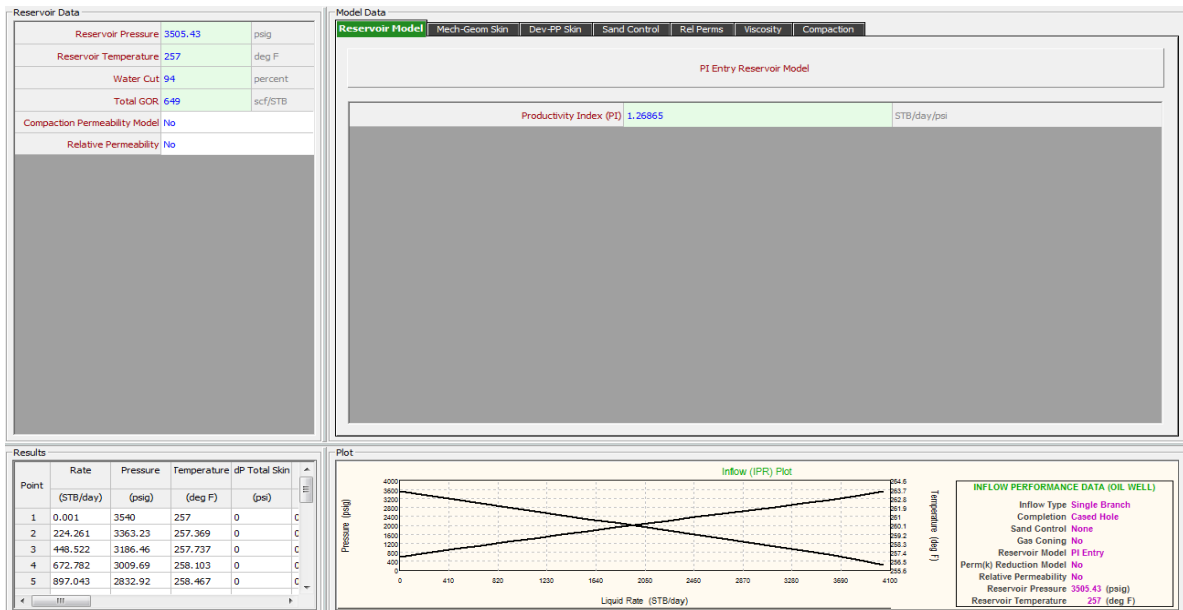 Reservoir Data
Reservoir Pressure 3505.43 psig
Reservoir Temperature 257 deg F
Water Cut 94 percent
Total GOR 649 scf/STB
Compaction Permeability Model No
Relative Permeability No
Model Data
Reservoir Model Mech-Geom Skin Dev-PP Skin Sand Control Rel Perms Viscosity Compaction
PI Entry Reservoir Model
Productivity Index (PI) 1.26865 STB/day/psi
Results
Point Rate Pressure Temperature dP Total Skin
(STB/day) (psig) (deg F) (psi)
1 0.001 3540 257 0
2 224.261 3363.23 257.369 0
3 448.522 3186.46 257.737 0
4 672.782 3009.69 258.103 0
5 897.043 2832.92 258.467 0
Plot
Inflow (IPR) Plot
Pressure (psig)
4000
3600
3200
2800
2400
2000
1600
1200
800
400
0
0 410 820 1230 1640 2050 2460 2870 3280 3690 4100
Liquid Rate (STB/day)
264.6
263.7
262.8
261.9
261
260.1
259.2
258.3
257.4
256.5
255.6
Temperature (deg F)
INFLOW PERFORMANCE DATA (OIL WELL)
Inflow Type Single Branch
Completion Cased Hole
Sand Control None
Gas Coning No
Reservoir Model PI Entry
Perm(k) Reduction Model No
Relative Permeability No
Reservoir Pressure 3505.43 (psig)
Reservoir Temperature 257 (deg F)